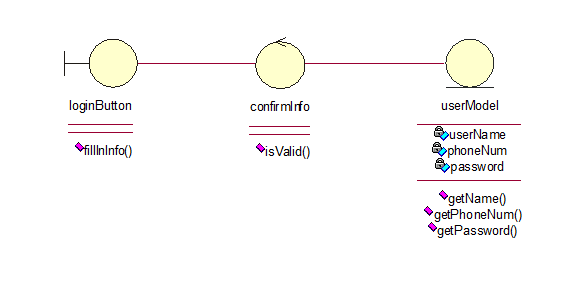 loginButton
fillInInfo()
confirmInfo
isValid()
userModel
userName
phoneNum
password
getName()
getPhoneNum()
getPassword()